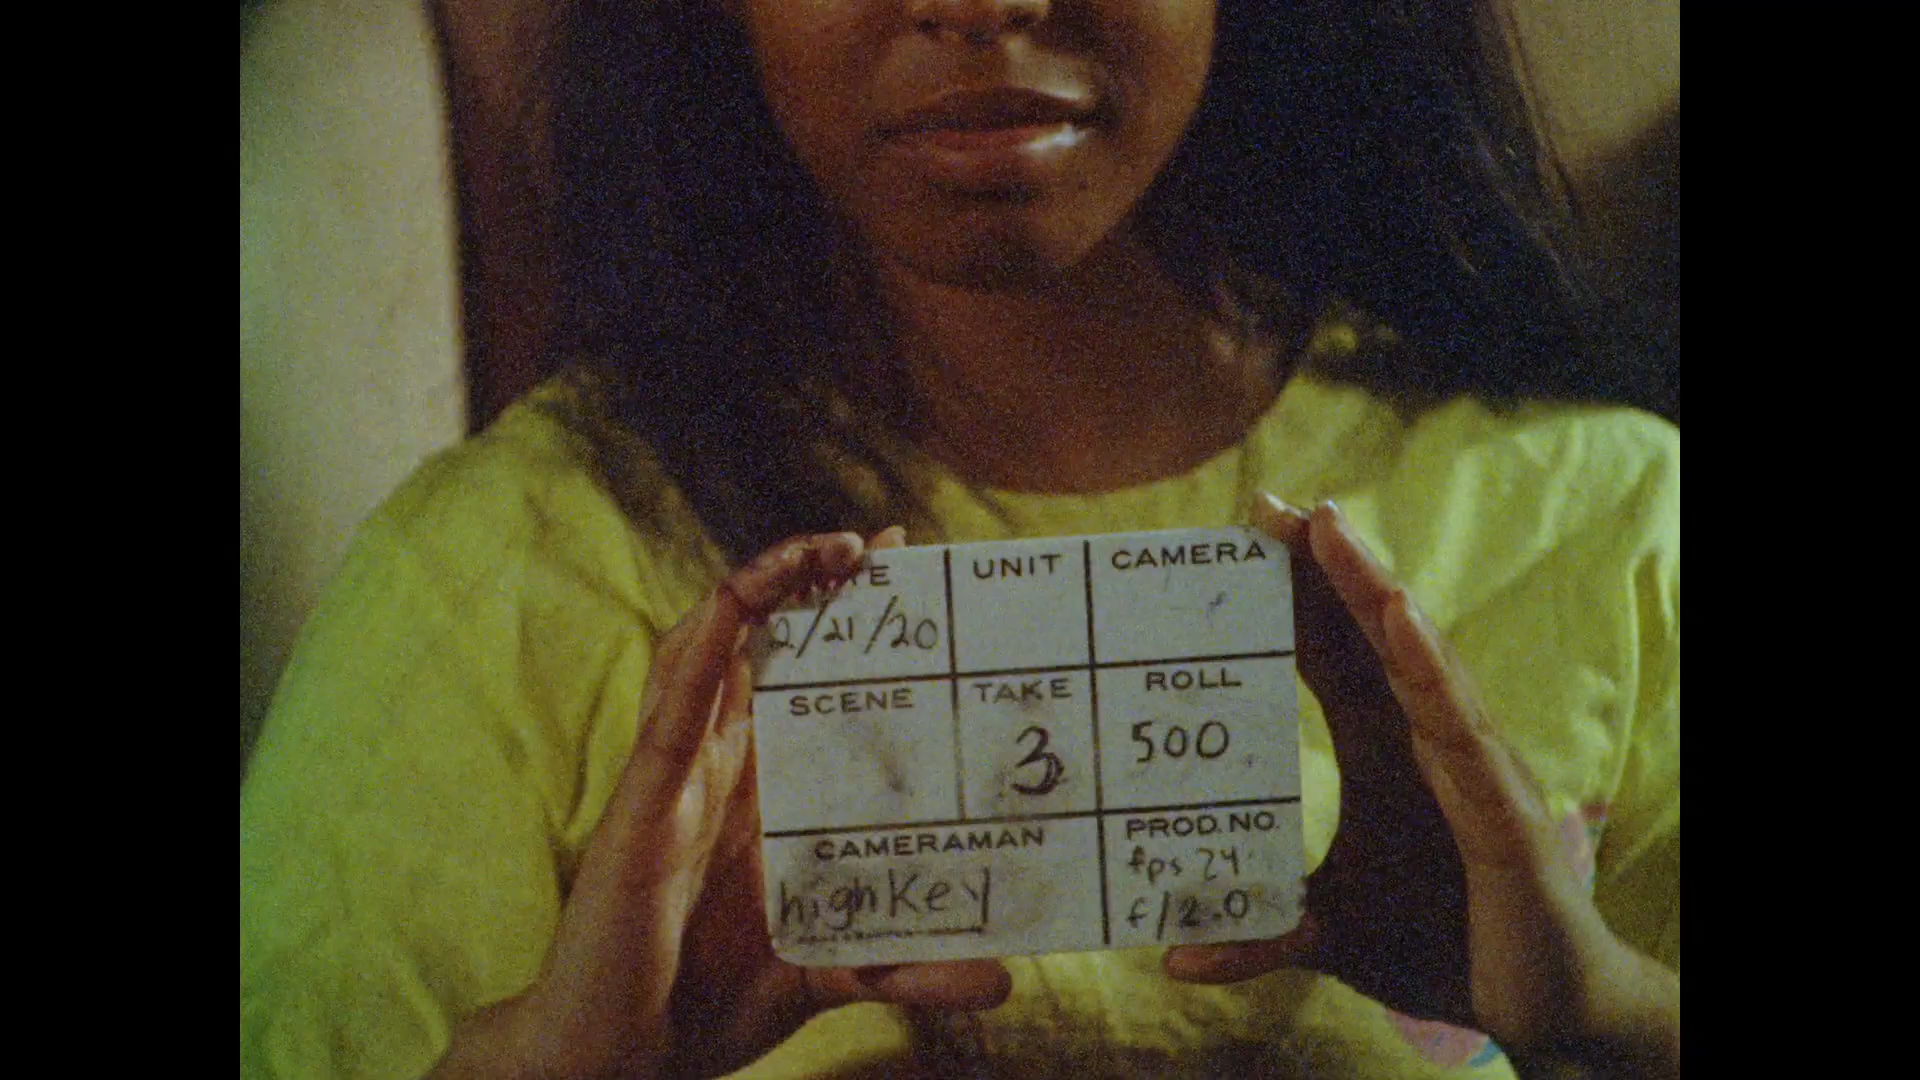 UNIT CAMERA
2/21/20
SCENE TAKE ROLL
3 500
CAMERAMAN PROD. NO.
highkey fps 24
f/2.0